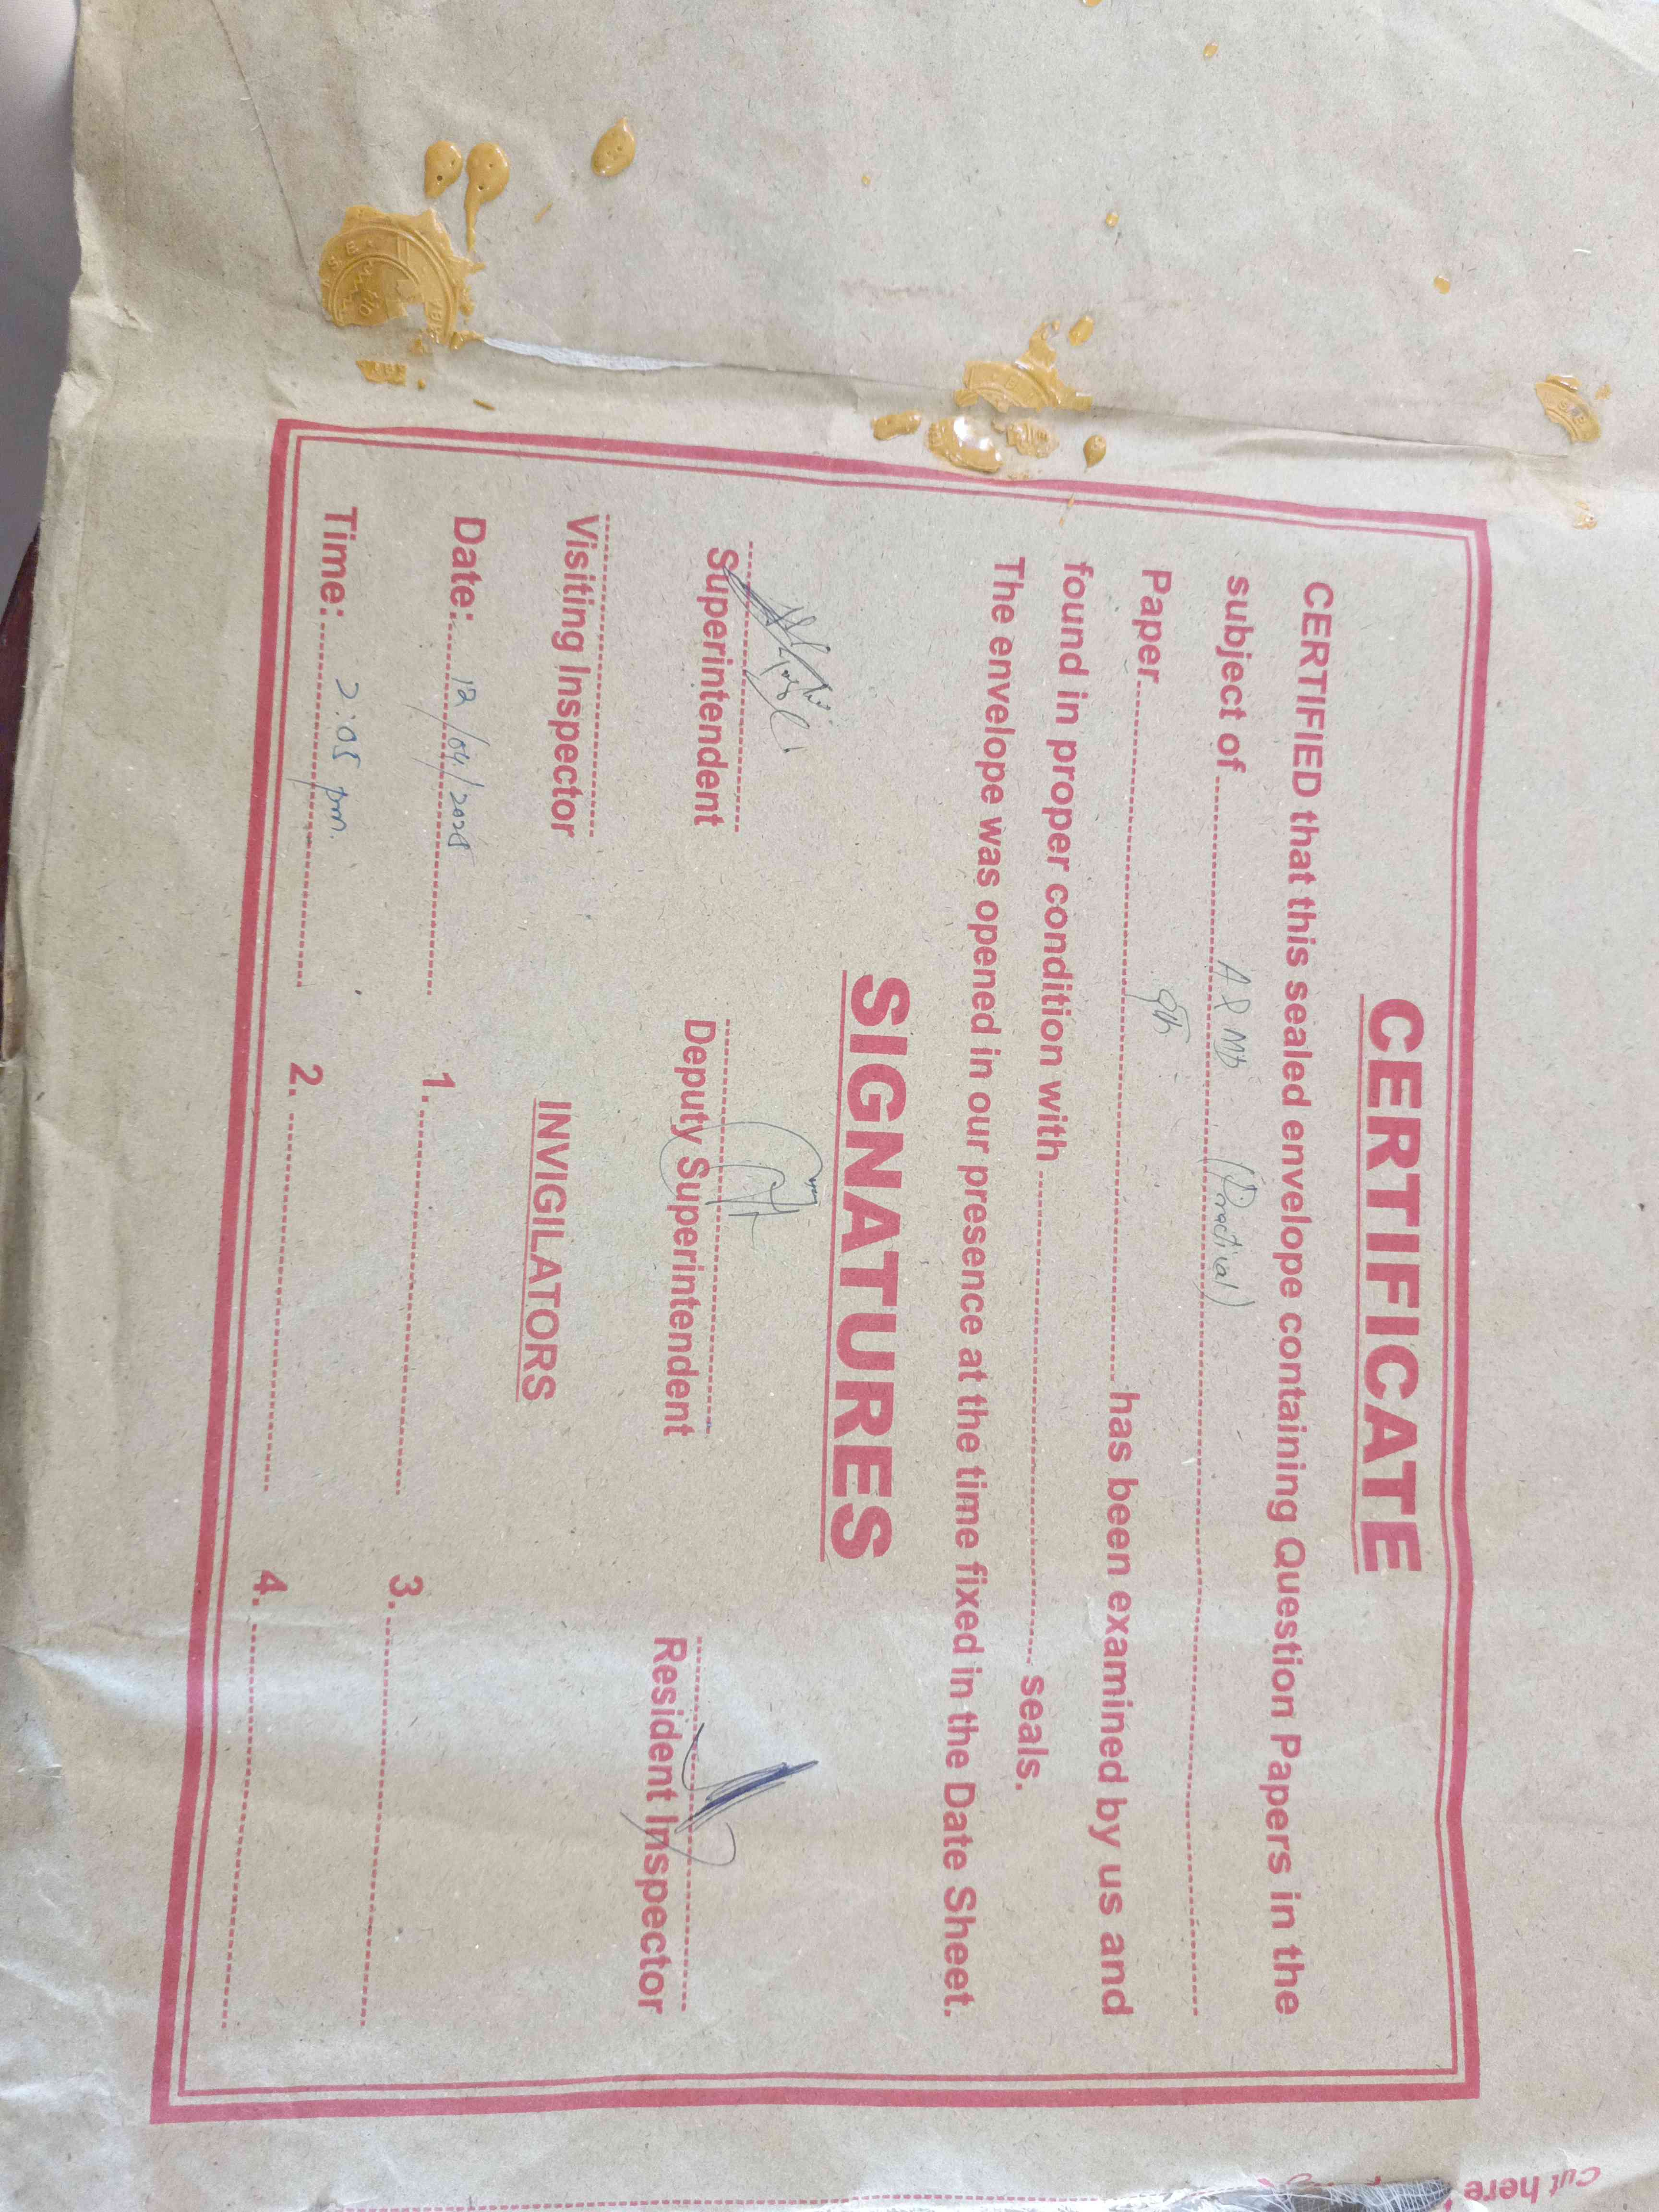 CERTIFICATE
CERTIFIED that this sealed envelope containing Question Papers in the
subject of A & MD (Practical)
Paper 9th has been examined by us and
found in proper condition with seals.
The envelope was opened in our presence at the time fixed in the Date Sheet.
SIGNATURES
Superintendent Deputy Superintendent Resident Inspector
Visiting Inspector INVIGILATORS
Date: 12/04/2025 1. 3.
Time: 2:05 pm. 2. 4.
cut here